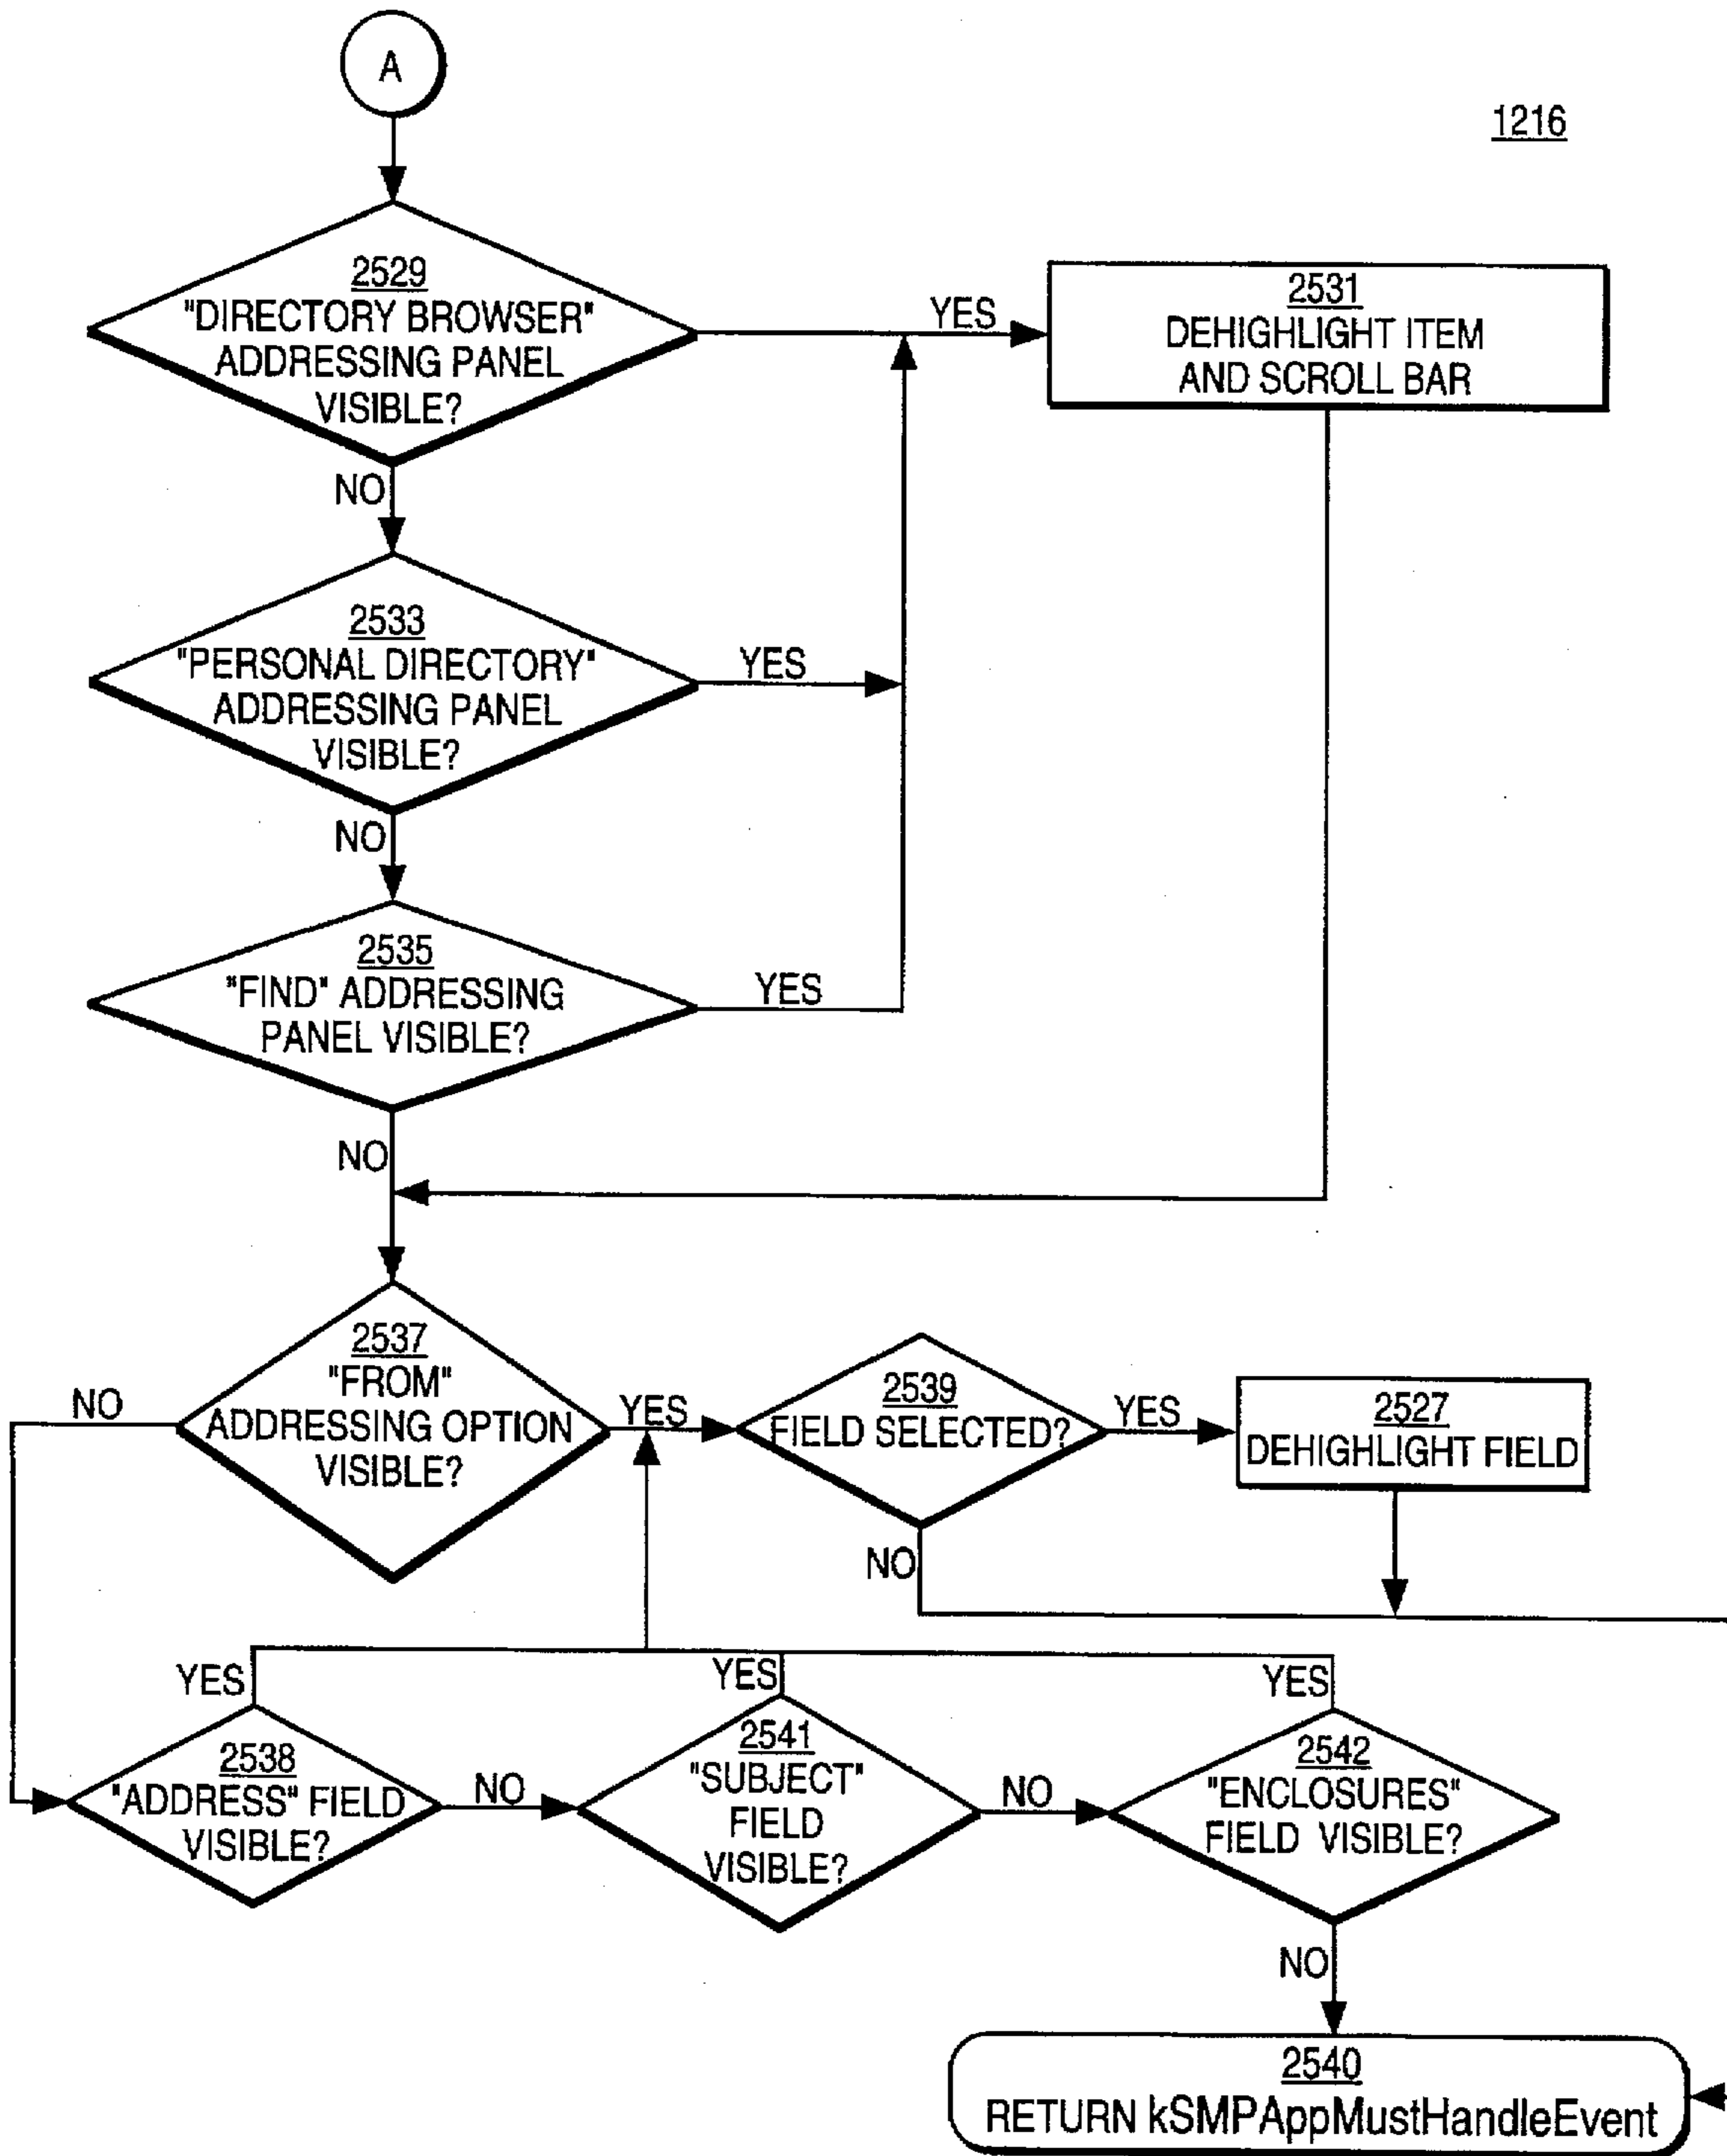 A
1216
2529
"DIRECTORY BROWSER"
ADDRESSING PANEL
VISIBLE?
YES
2531
DEHIGHLIGHT ITEM
AND SCROLL BAR
NO
2533
"PERSONAL DIRECTORY"
ADDRESSING PANEL
VISIBLE?
YES
NO
2535
"FIND" ADDRESSING
PANEL VISIBLE?
YES
NO
2537
"FROM"
ADDRESSING OPTION
VISIBLE?
NO
YES
2539
FIELD SELECTED?
YES
2527
DEHIGHLIGHT FIELD
NO
YES
YES
YES
2538
"ADDRESS" FIELD
VISIBLE?
NO
2541
"SUBJECT"
FIELD
VISIBLE?
NO
2542
"ENCLOSURES"
FIELD VISIBLE?
NO
2540
RETURN kSMPAppMustHandleEvent